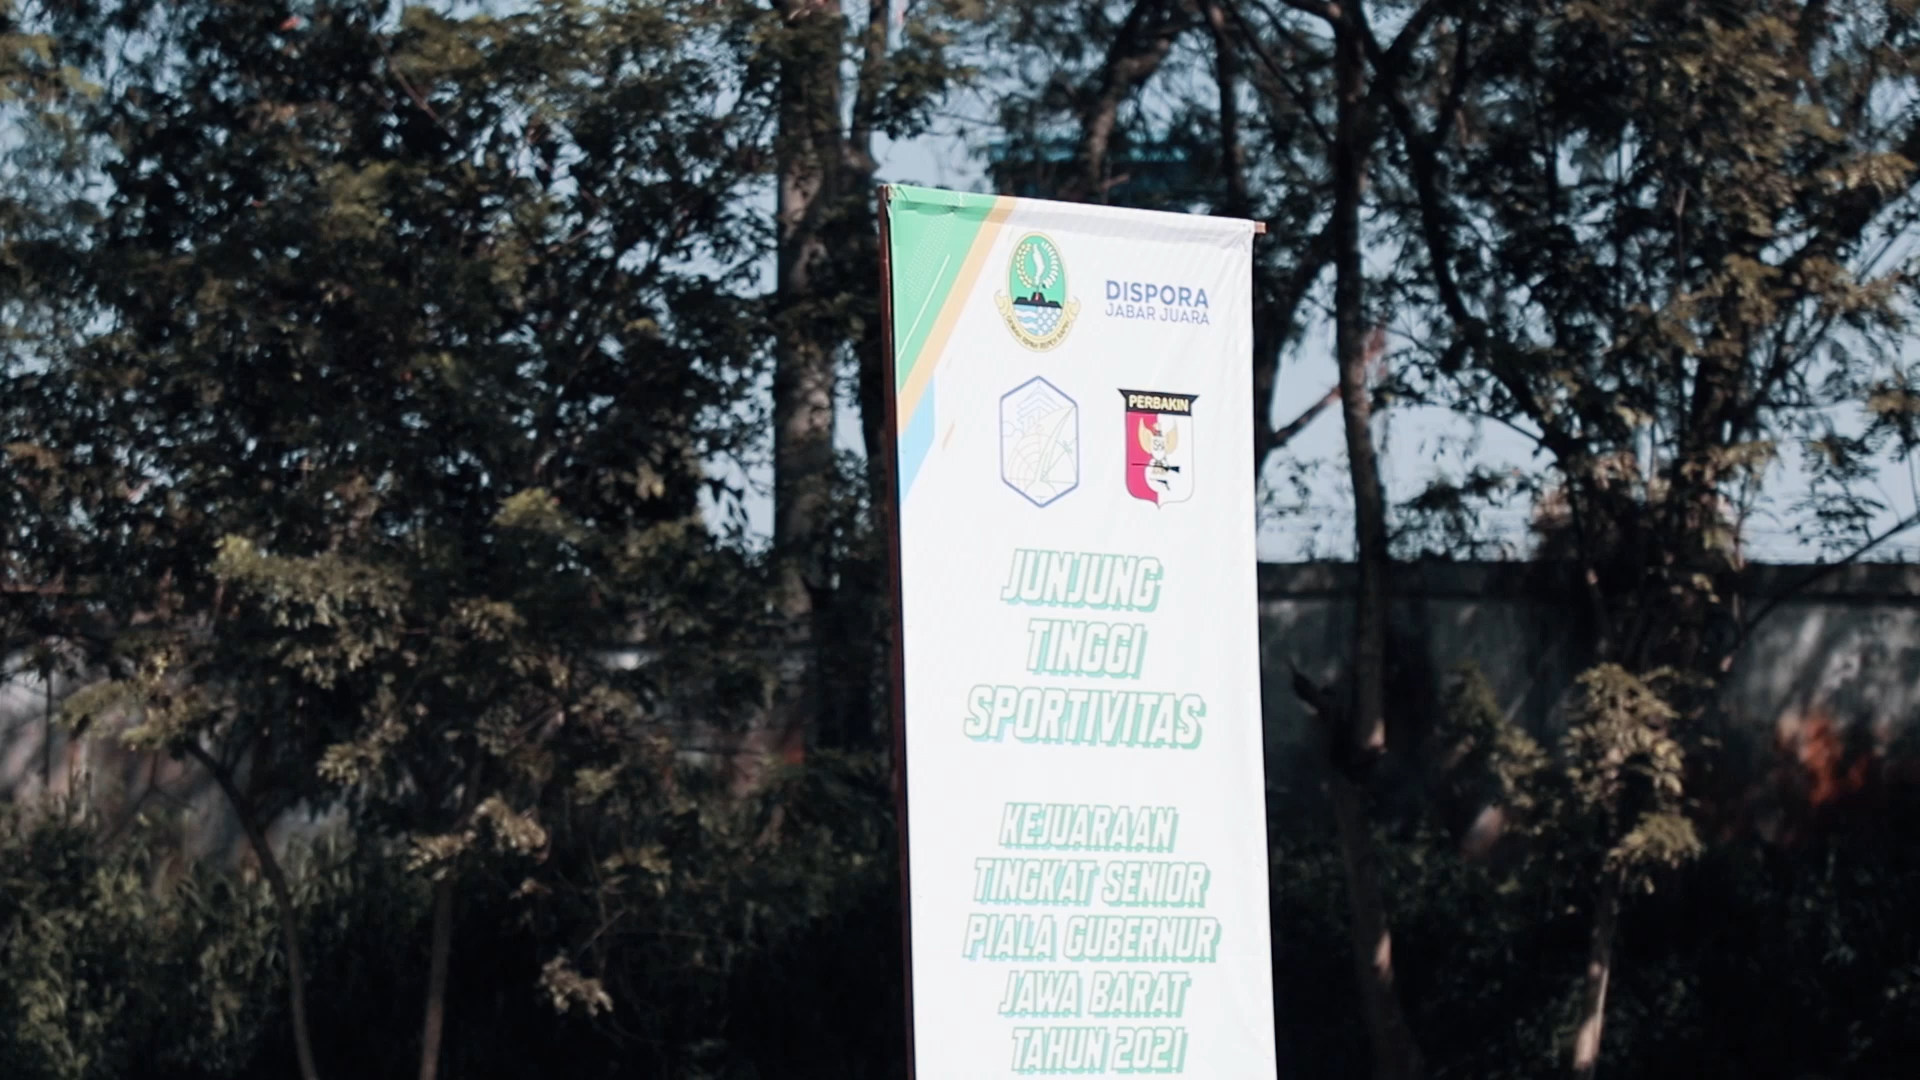 DISPORA
JABAR JUARA
PERBAKIN
JUNJUNG
TINGGI
SPORTIVITAS
KEJUARAAN
TINGKAT SENIOR
PIALA GUBERNUR
JAWA BARAT
TAHUN 2021